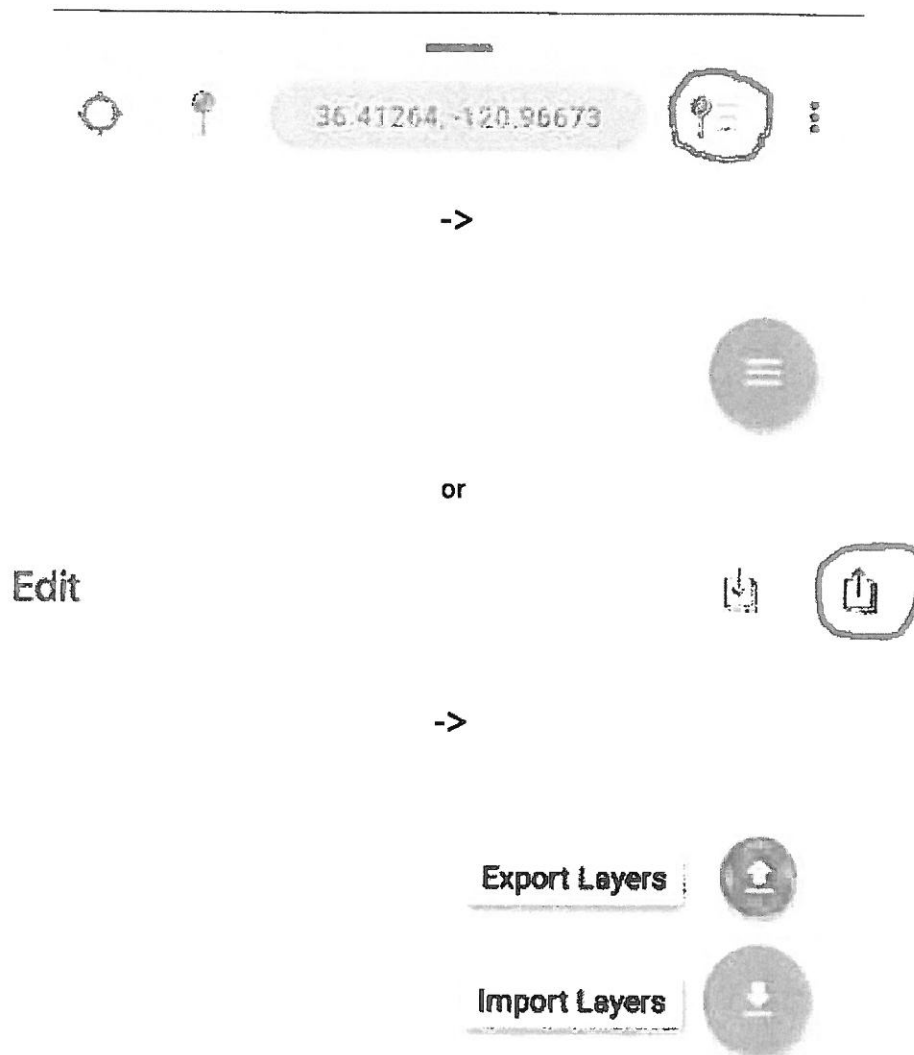 36.41264, -120.96673
->
or
Edit
->
Export Layers
Import Layers